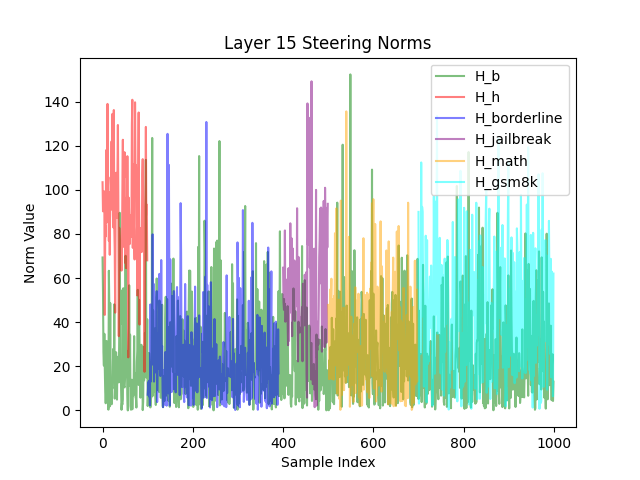 Layer 15 Steering Norms
Norm Value
140
120
100
80
60
40
20
0
H_b
H_h
H_borderline
H_jailbreak
H_math
H_gsm8k
0
200
400
600
800
1000
Sample Index